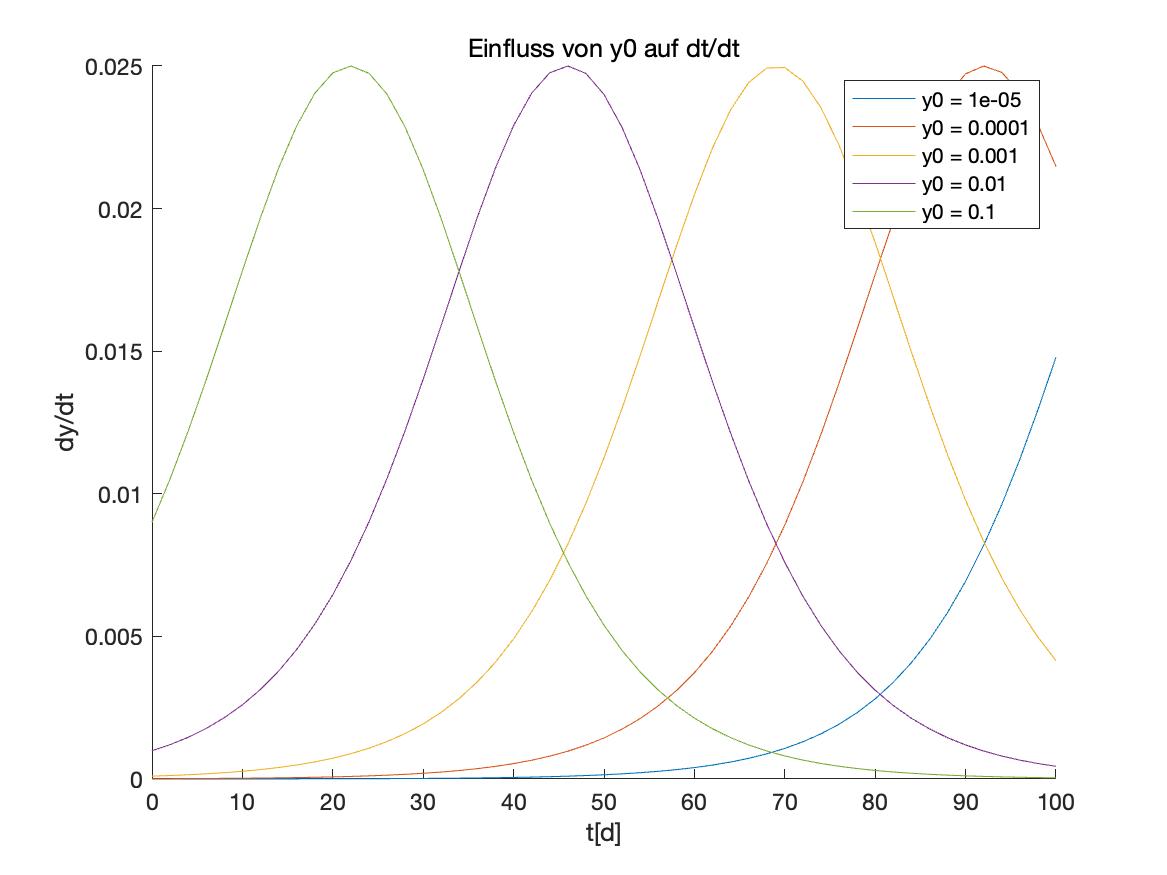 Einfluss von y0 auf dt/dt
0.025
0.02
0.015
0.01
0.005
0
dy/dt
y0 = 1e-05
y0 = 0.0001
y0 = 0.001
y0 = 0.01
y0 = 0.1
0 10 20 30 40 50 60 70 80 90 100
t[d]